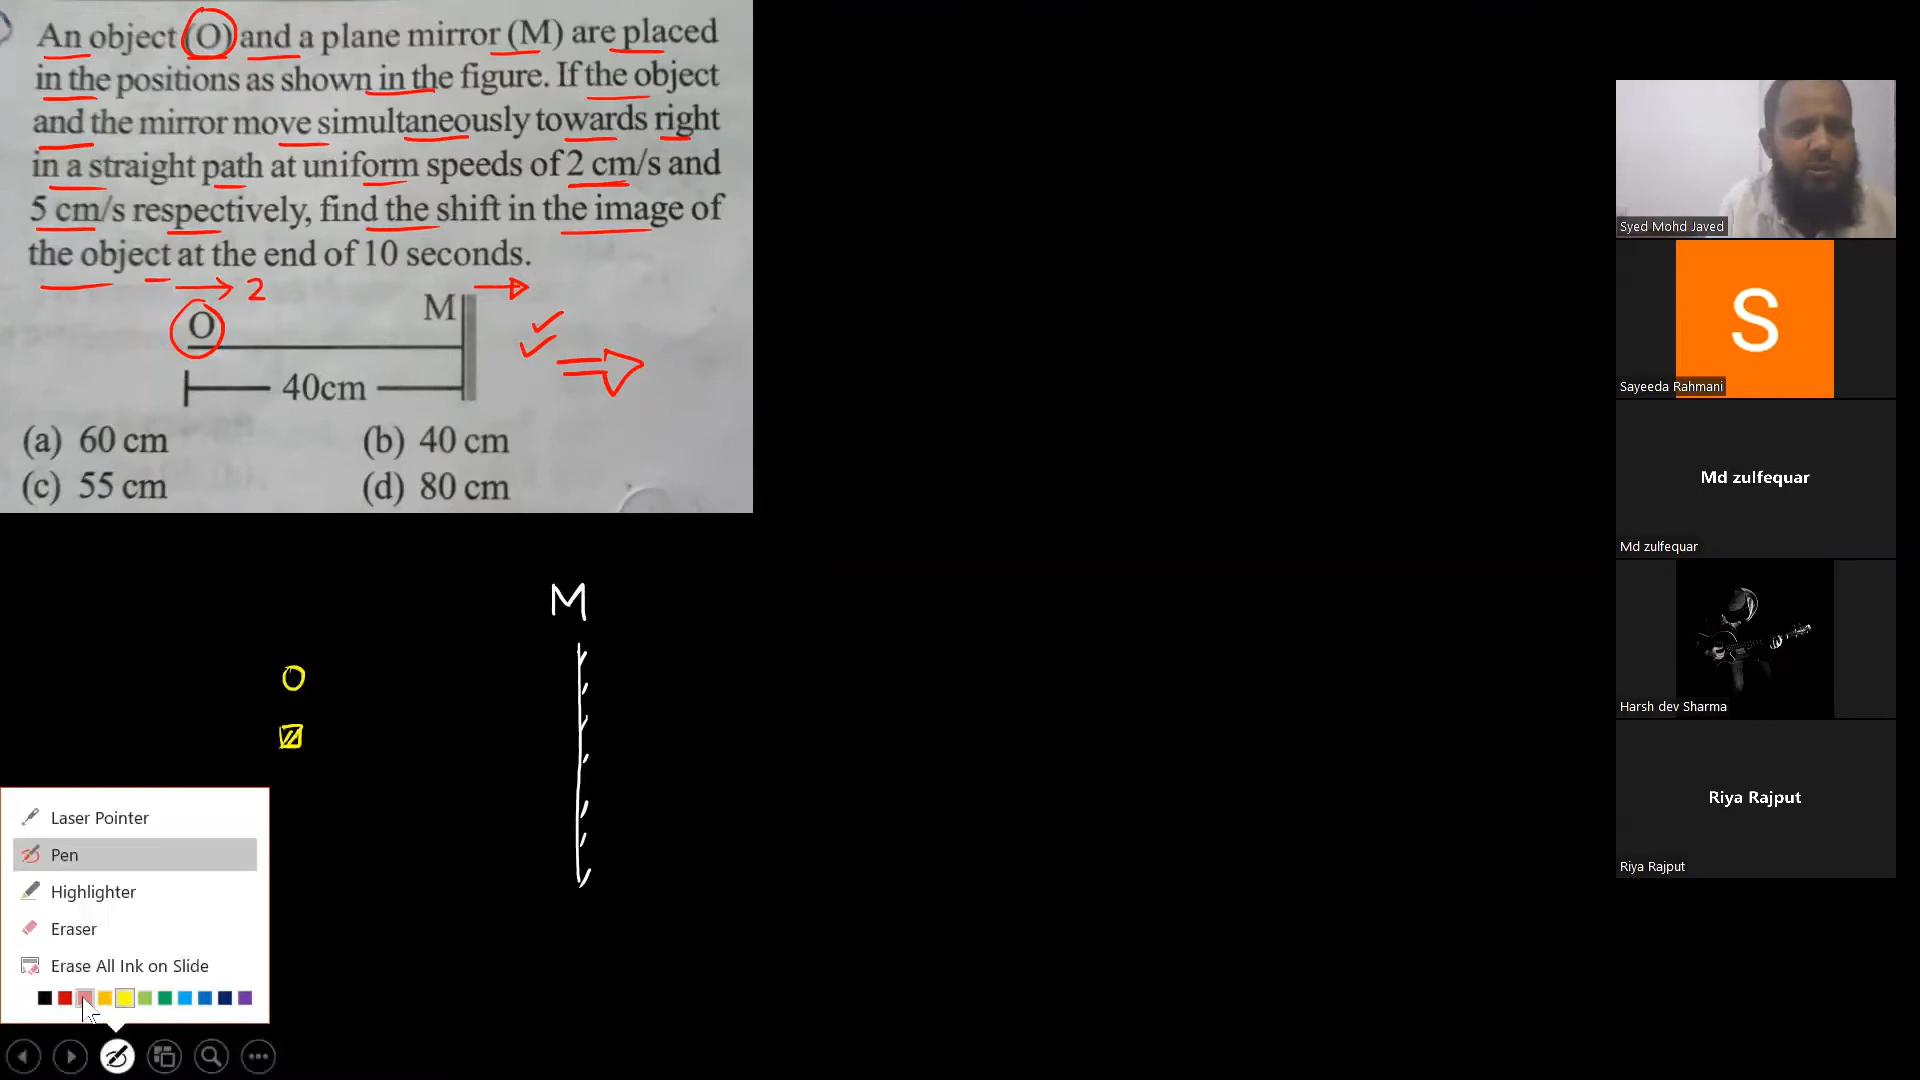 An object (O) and a plane mirror (M) are placed
in the positions as shown in the figure. If the object
and the mirror move simultaneously towards right
in a straight path at uniform speeds of 2 cm/s and
5 cm/s respectively, find the shift in the image of
the object at the end of 10 seconds.
2
O
M
40cm
(a) 60 cm
(b) 40 cm
(c) 55 cm
(d) 80 cm
M
O
Laser Pointer
Pen
Highlighter
Eraser
Erase All Ink on Slide
Syed Mohd Javed
S
Sayeeda Rahmani
Md zulfequar
Md zulfequar
Harsh dev Sharma
Riya Rajput
Riya Rajput